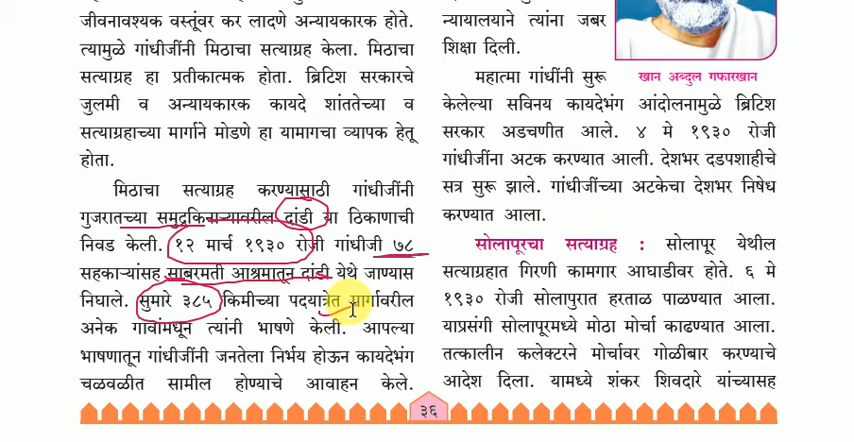 जीवनावश्यक वस्तूंवर कर लादणे अन्यायकारक होते.
त्यामुळे गांधीजींनी मिठाचा सत्याग्रह केला. मिठाचा
सत्याग्रह हा प्रतीकात्मक होता. ब्रिटिश सरकारचे
जुलमी व अन्यायकारक कायदे शांततेच्या व
सत्याग्रहाच्या मार्गाने मोडणे हा यामागचा व्यापक हेतू
होता.
मिठाचा सत्याग्रह करण्यासाठी गांधीजींनी
गुजरातच्या समुद्रकिनाऱ्यावरील दांडी या ठिकाणाची
निवड केली. १२ मार्च १९३० रोजी गांधीजी ७८
सहकाऱ्यांसह साबरमती आश्रमातून दांडी येथे जाण्यास
निघाले. सुमारे ३८५ किमीच्या पदयात्रेत मार्गावरील
अनेक गावांमधून त्यांनी भाषणे केली. आपल्या
भाषणातून गांधीजींनी जनतेला निर्भय होऊन कायदेभंग
चळवळीत सामील होण्याचे आवाहन केले.
न्यायालयाने त्यांना जबर
शिक्षा दिली.
खान अब्दुल गफारखान
महात्मा गांधींनी सुरू
केलेल्या सविनय कायदेभंग आंदोलनामुळे ब्रिटिश
सरकार अडचणीत आले. ४ मे १९३० रोजी
गांधीजींना अटक करण्यात आली. देशभर दडपशाहीचे
सत्र सुरू झाले. गांधीजींच्या अटकेचा देशभर निषेध
करण्यात आला.
सोलापूरचा सत्याग्रह : सोलापूर येथील
सत्याग्रहात गिरणी कामगार आघाडीवर होते. ६ मे
१९३० रोजी सोलापुरात हरताळ पाळण्यात आला.
याप्रसंगी सोलापूरमध्ये मोठा मोर्चा काढण्यात आला.
तत्कालीन कलेक्टरने मोर्चावर गोळीबार करण्याचे
आदेश दिला. यामध्ये शंकर शिवदारे यांच्यासह
३६